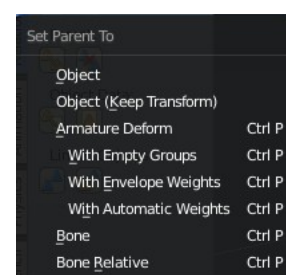 Set Parent To
Object
Object (Keep Transform)
Armature Deform Ctrl P
With Empty Groups Ctrl P
With Envelope Weights Ctrl P
With Automatic Weights Ctrl P
Bone Ctrl P
Bone Relative Ctrl P